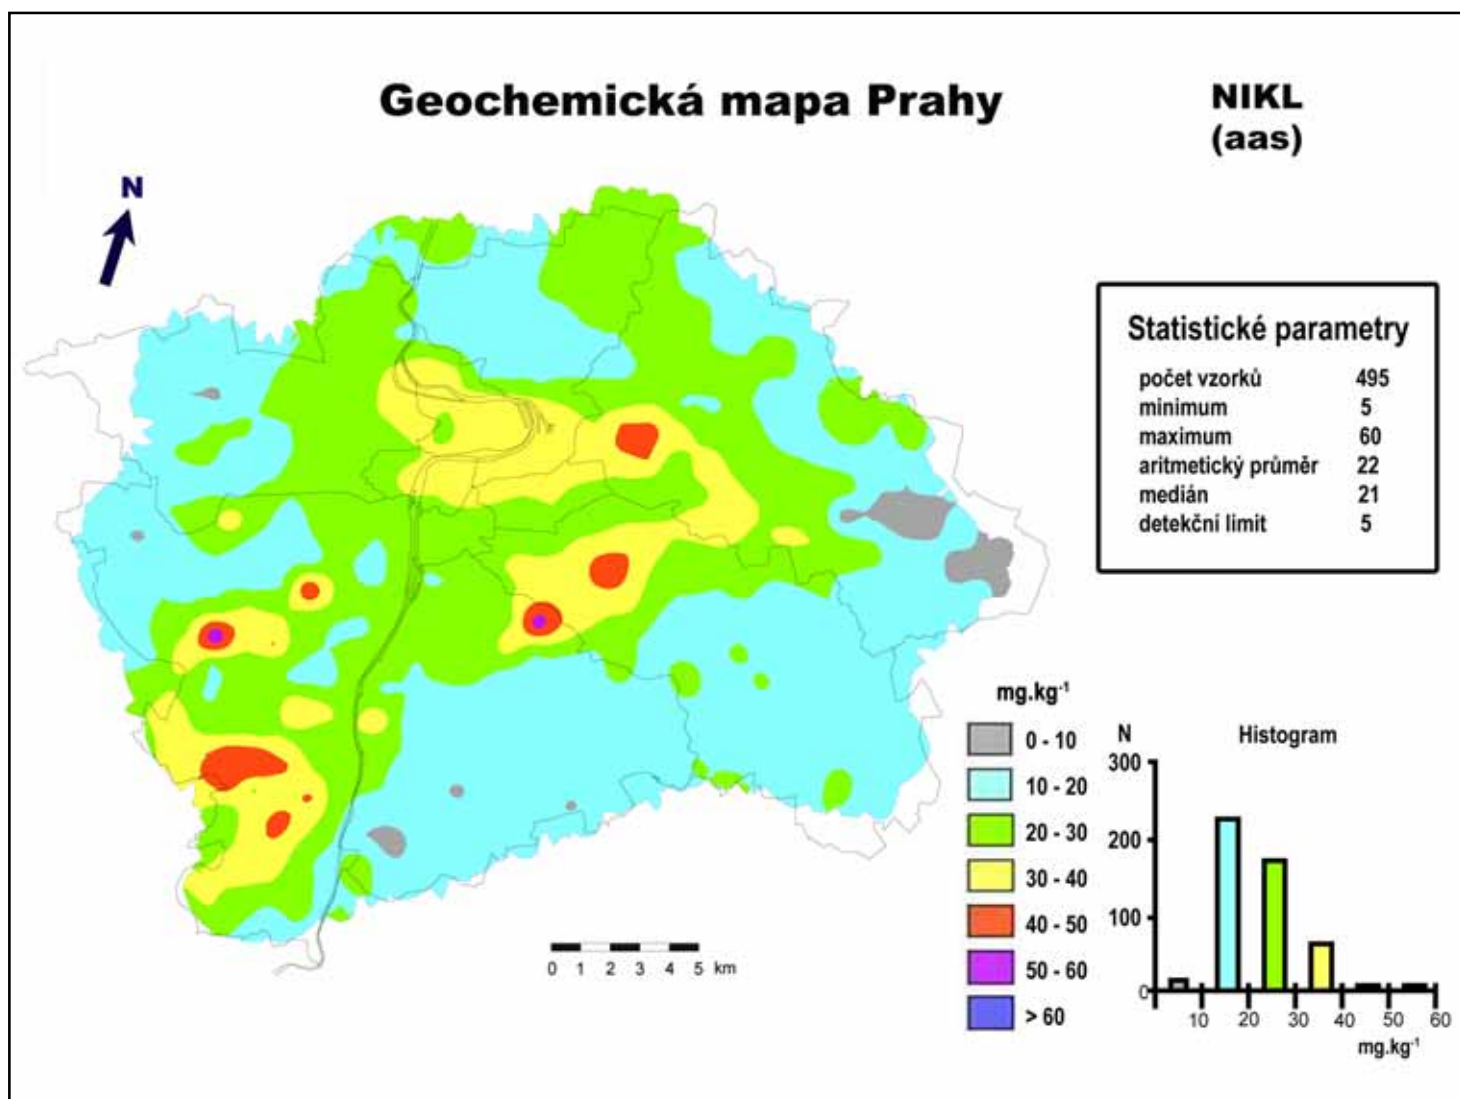 Geochemická mapa Prahy
NIKL
(aas)
N
Statistické parametry
počet vzorků 495
minimum 5
maximum 60
aritmetický průměr 22
medián 21
detekční limit 5
mg.kg⁻¹
0 - 10
10 - 20
20 - 30
30 - 40
40 - 50
50 - 60
> 60
0 1 2 3 4 5 km
N
Histogram
300
200
100
0
10 20 30 40 50 60
mg.kg⁻¹